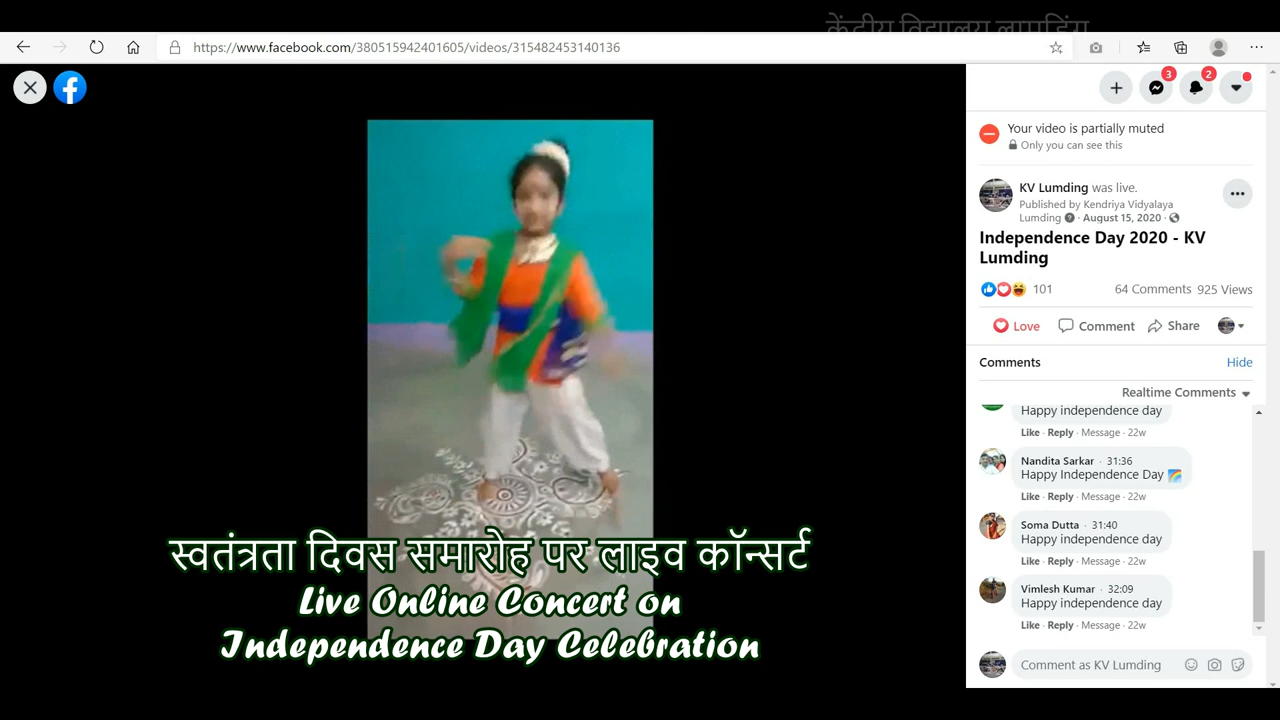 केंद्रीय विद्यालय लामडिंग
https://www.facebook.com/380515942401605/videos/315482453140136
3
2
Your video is partially muted
Only you can see this
KV Lumding was live.
Published by Kendriya Vidyalaya
Lumding · August 15, 2020 ·
Independence Day 2020 - KV
Lumding
101
64 Comments 925 Views
Love
Comment
Share
Comments
Hide
Realtime Comments
Happy independence day
Like · Reply · Message · 22w
Nandita Sarkar · 31:36
Happy Independence Day 🌈
Like · Reply · Message · 22w
Soma Dutta · 31:40
Happy independence day
Like · Reply · Message · 22w
Vimlesh Kumar · 32:09
Happy independence day
Like · Reply · Message · 22w
Comment as KV Lumding
स्वतंत्रता दिवस समारोह पर लाइव कॉन्सर्ट
Live Online Concert on
Independence Day Celebration